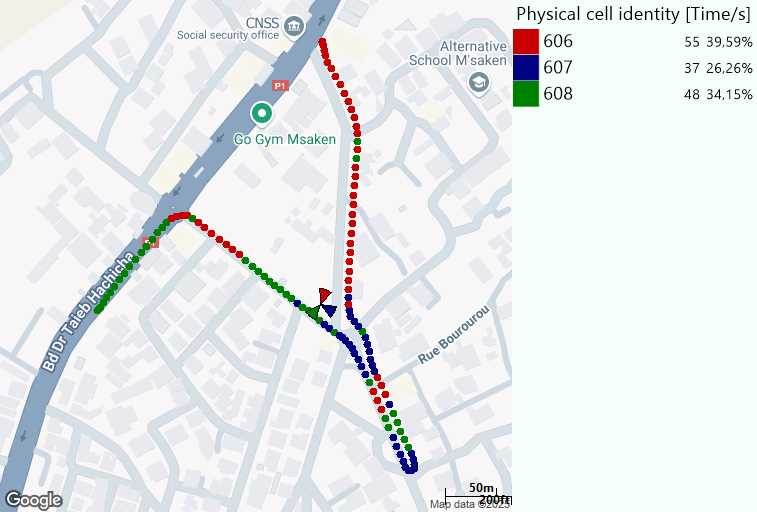 Physical cell identity [Time/s]
606 55 39,59%
607 37 26,26%
608 48 34,15%
CNSS
Social security office
Alternative
School M'saken
P1
Go Gym Msaken
Bd Dr Taieb Hachicha
Rue Bourourou
50m
200ft
Google
Map data ©2025